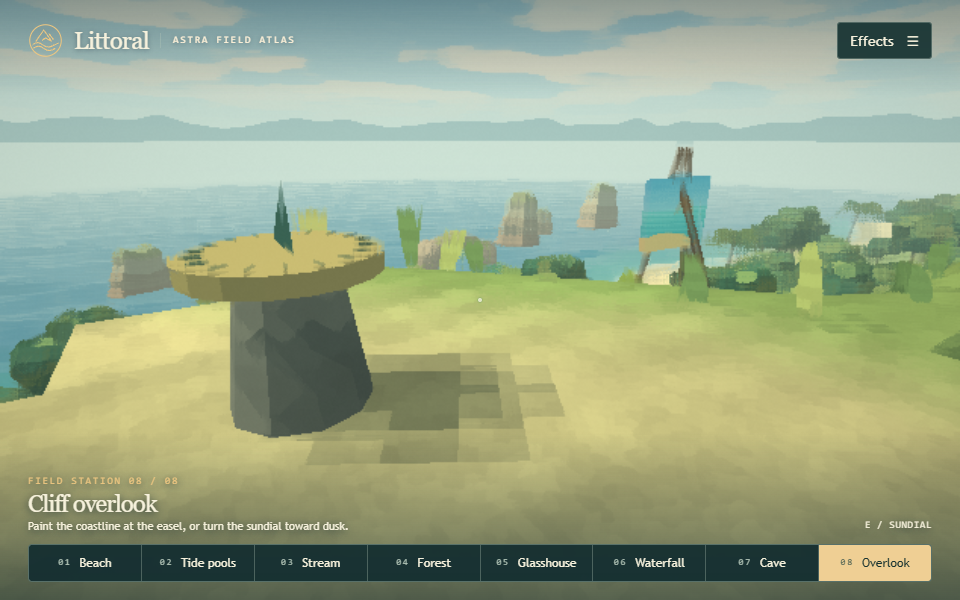 Littoral
ASTRA FIELD ATLAS
Effects
FIELD STATION 08 / 08
Cliff overlook
Paint the coastline at the easel, or turn the sundial toward dusk.
E / SUNDIAL
01 Beach
02 Tide pools
03 Stream
04 Forest
05 Glasshouse
06 Waterfall
07 Cave
08 Overlook